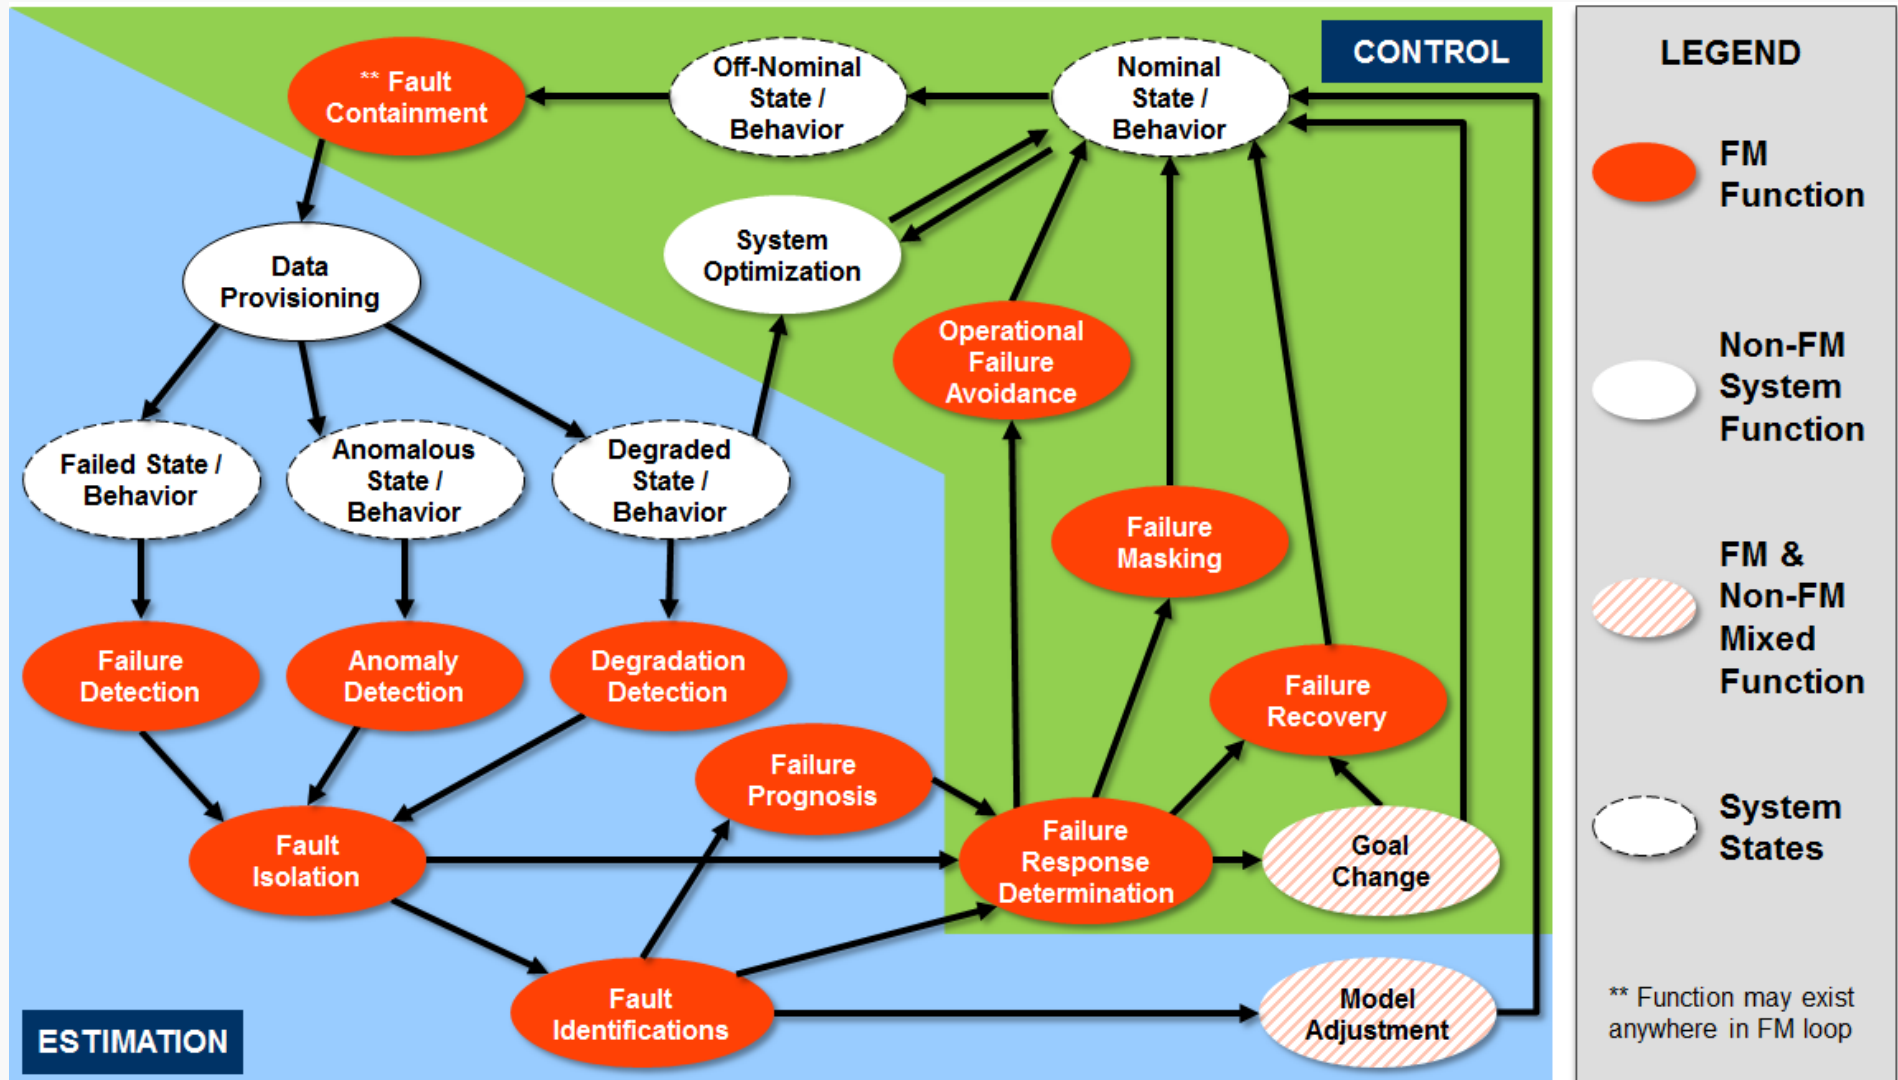 CONTROL
** Fault
Containment
Off-Nominal
State /
Behavior
Nominal
State /
Behavior
System
Optimization
Data
Provisioning
Operational
Failure
Avoidance
Failed State /
Behavior
Anomalous
State /
Behavior
Degraded
State /
Behavior
Failure
Masking
Failure
Detection
Anomaly
Detection
Degradation
Detection
Failure
Recovery
Failure
Prognosis
Fault
Isolation
Failure
Response
Determination
Goal
Change
Fault
Identifications
Model
Adjustment
ESTIMATION
LEGEND
FM
Function
Non-FM
System
Function
FM &
Non-FM
Mixed
Function
System
States
** Function may exist
anywhere in FM loop